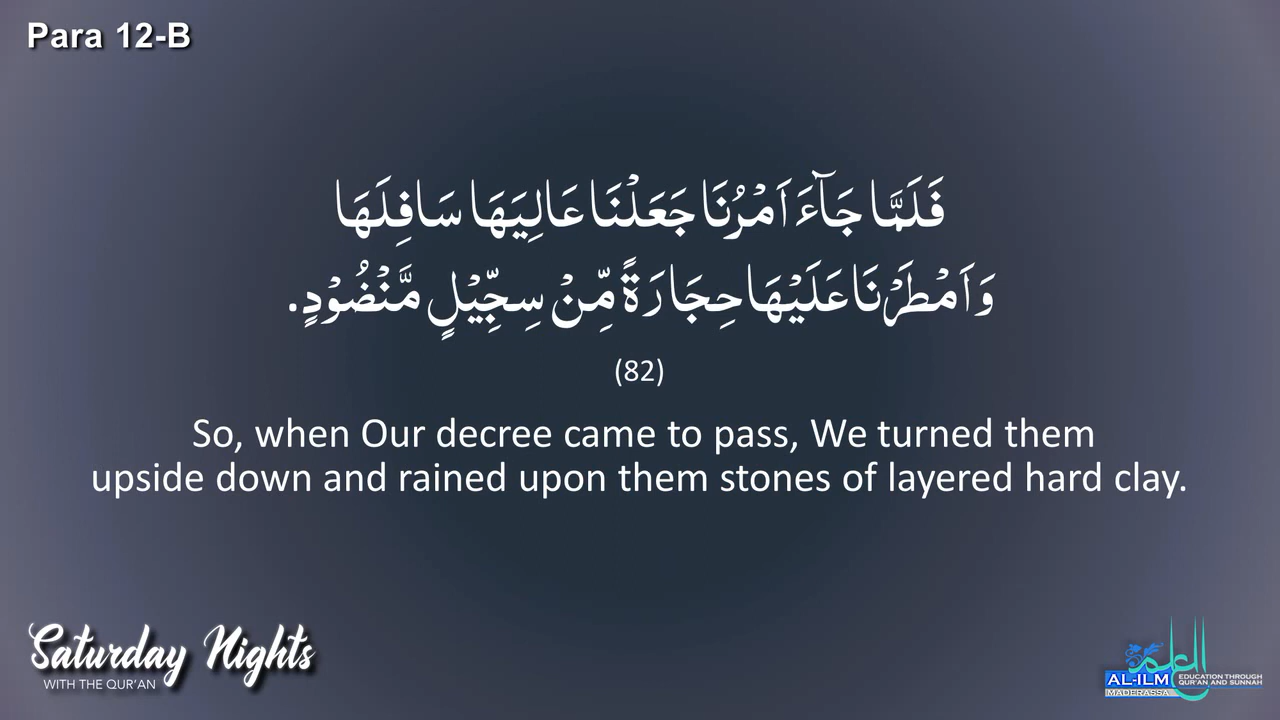 Para 12-B
فَلَمَّا جَآءَ اَمْرُنَا جَعَلْنَا عَالِيَهَا سَافِلَهَا
وَاَمْطَرْنَا عَلَيْهَا حِجَارَةً مِّنْ سِجِّيْلٍ مَّنْضُوْدٍ.
(82)
So, when Our decree came to pass, We turned them
upside down and rained upon them stones of layered hard clay.
Saturday Nights
WITH THE QUR'AN
العلم
AL-ILM
MADERASSA
EDUCATION THROUGH
QUR'AN AND SUNNAH